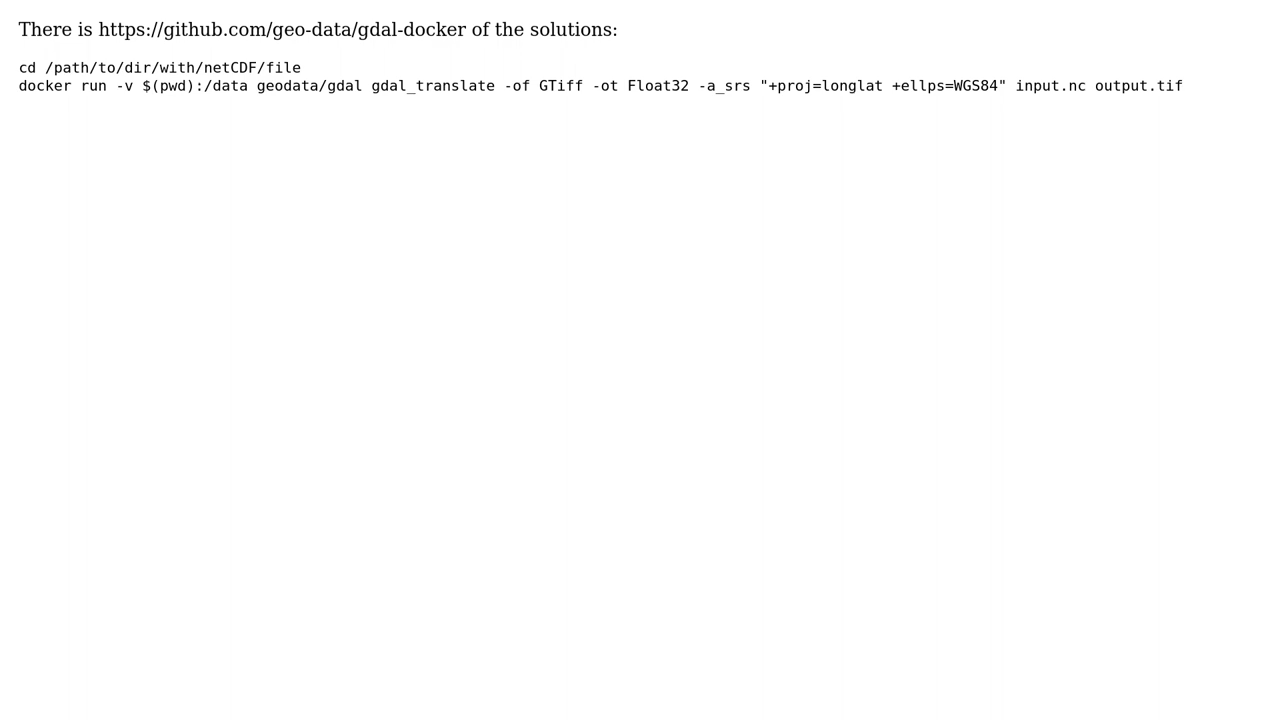 There is https://github.com/geo-data/gdal-docker of the solutions:
cd /path/to/dir/with/netCDF/file
docker run -v $(pwd):/data geodata/gdal gdal_translate -of GTiff -ot Float32 -a_srs "+proj=longlat +ellps=WGS84" input.nc output.tif